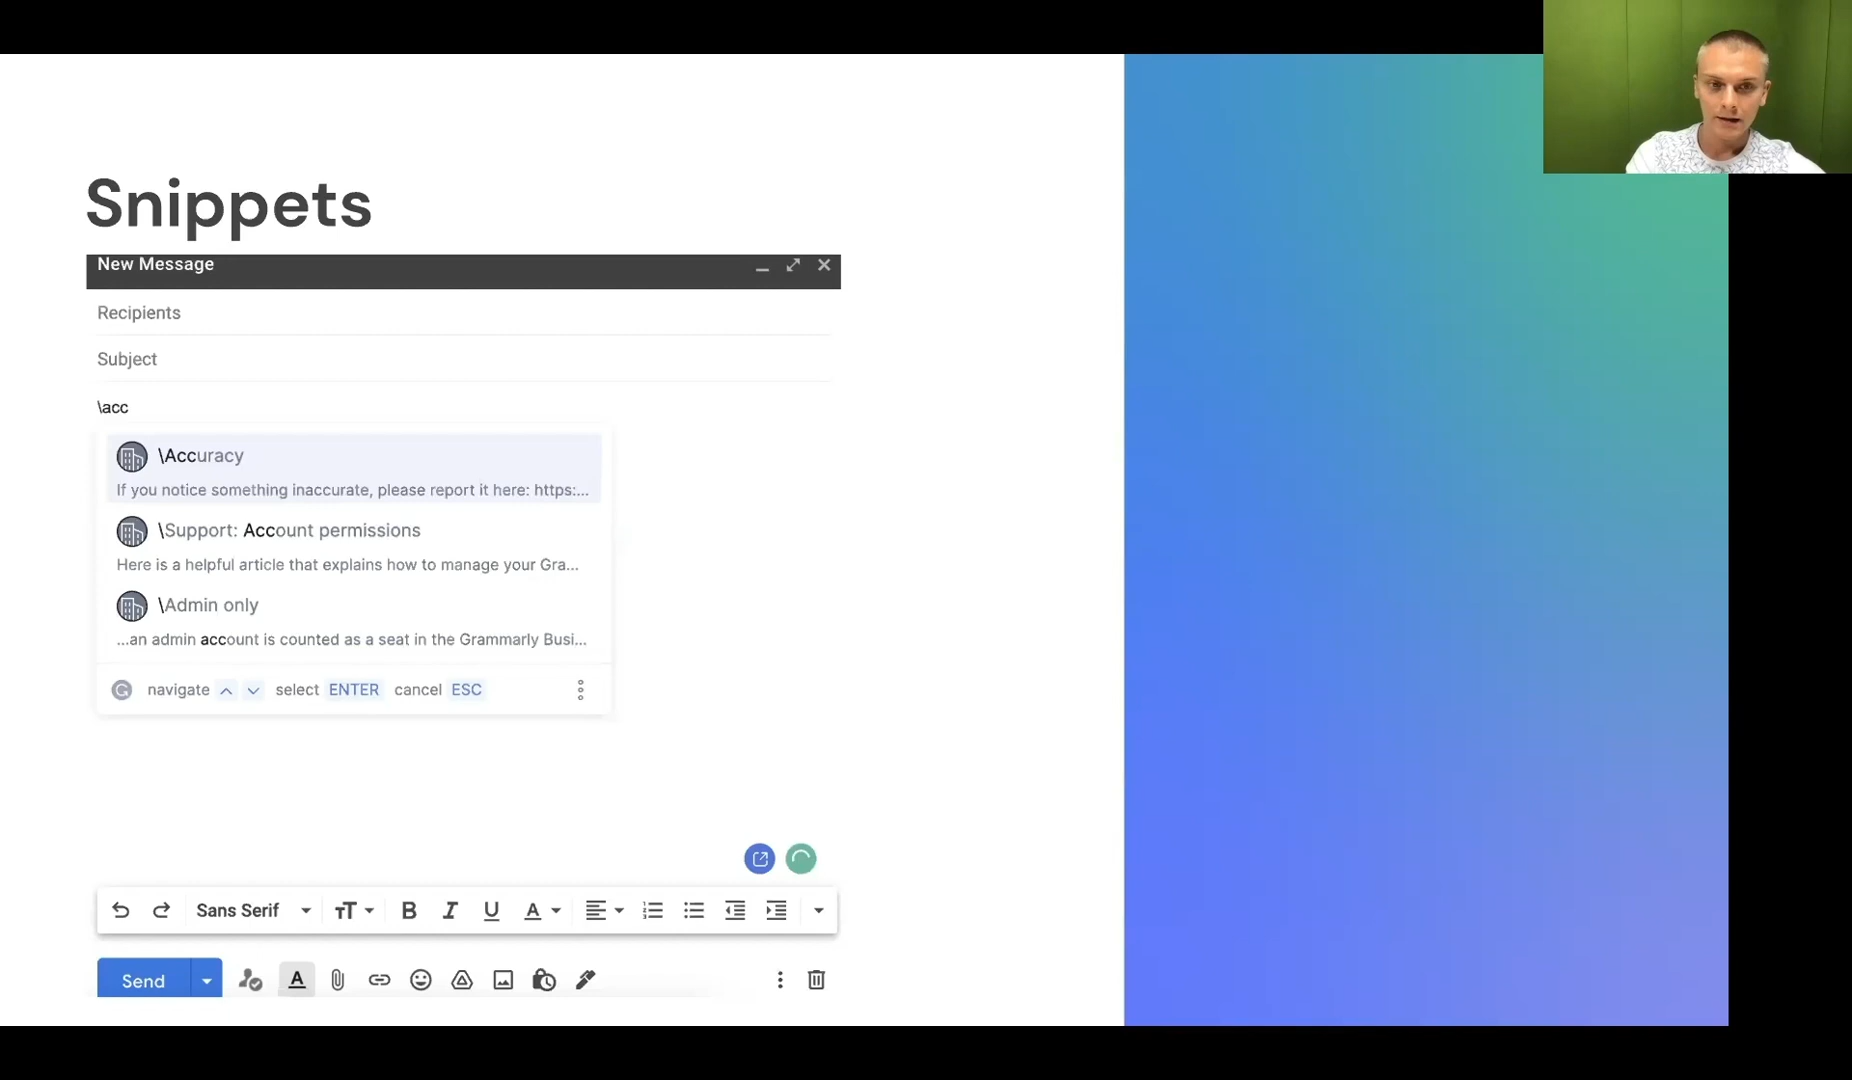 Snippets
New Message
Recipients
Subject
\acc
\Accuracy
If you notice something inaccurate, please report it here: https:...
\Support: Account permissions
Here is a helpful article that explains how to manage your Gra...
\Admin only
...an admin account is counted as a seat in the Grammarly Busi...
navigate select ENTER cancel ESC
Sans Serif
Send